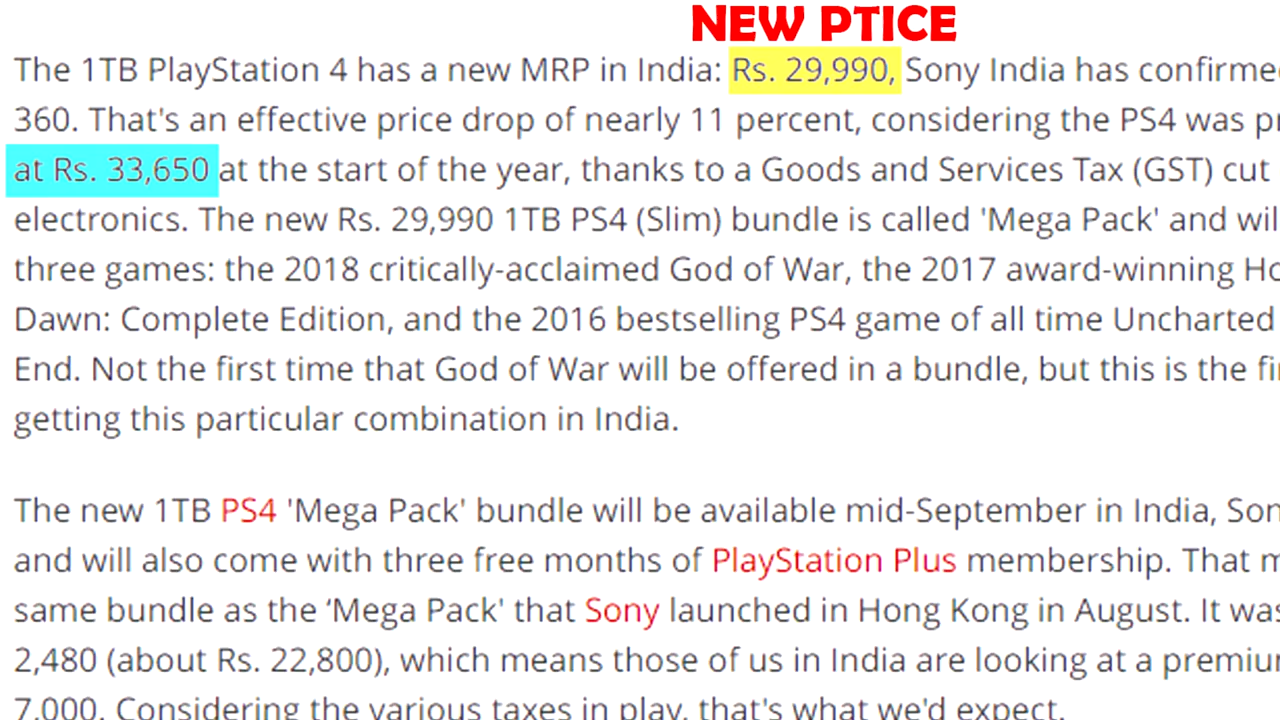 NEW PTICE
The 1TB PlayStation 4 has a new MRP in India: Rs. 29,990, Sony India has confirme
360. That's an effective price drop of nearly 11 percent, considering the PS4 was p
at Rs. 33,650 at the start of the year, thanks to a Goods and Services Tax (GST) cut
electronics. The new Rs. 29,990 1TB PS4 (Slim) bundle is called 'Mega Pack' and wil
three games: the 2018 critically-acclaimed God of War, the 2017 award-winning Ho
Dawn: Complete Edition, and the 2016 bestselling PS4 game of all time Uncharted
End. Not the first time that God of War will be offered in a bundle, but this is the fi
getting this particular combination in India.
The new 1TB PS4 'Mega Pack' bundle will be available mid-September in India, Son
and will also come with three free months of PlayStation Plus membership. That m
same bundle as the ‘Mega Pack' that Sony launched in Hong Kong in August. It was
2,480 (about Rs. 22,800), which means those of us in India are looking at a premiu
7,000. Considering the various taxes in play, that's what we'd expect.